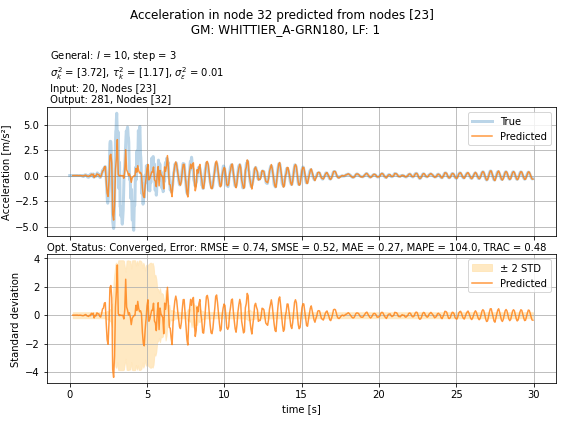 Acceleration in node 32 predicted from nodes [23]
GM: WHITTIER_A-GRN180, LF: 1
General: l = 10, step = 3
σ²ₖ = [3.72], τ²ₖ = [1.17], σ²ₑ = 0.01
Input: 20, Nodes [23]
Output: 281, Nodes [32]
Acceleration [m/s²]
5.0
2.5
0.0
−2.5
−5.0
True
Predicted
Opt. Status: Converged, Error: RMSE = 0.74, SMSE = 0.52, MAE = 0.27, MAPE = 104.0, TRAC = 0.48
Standard deviation
4
2
0
−2
−4
± 2 STD
Predicted
0 5 10 15 20 25 30
time [s]